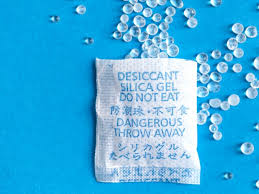 DESICCANT
SILICA GEL
DO NOT EAT
防潮珠·不可食
DANGEROUS
THROW AWAY
シリカゲル
たべられません